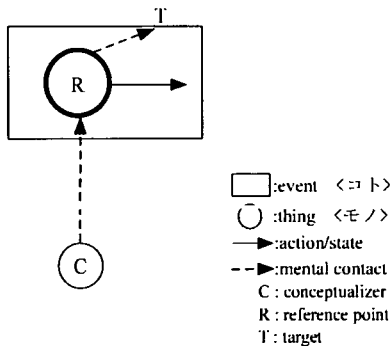 T
R
C
:event <コト>
:thing <モノ>
:action/state
:mental contact
C : conceptualizer
R : reference point
T : target